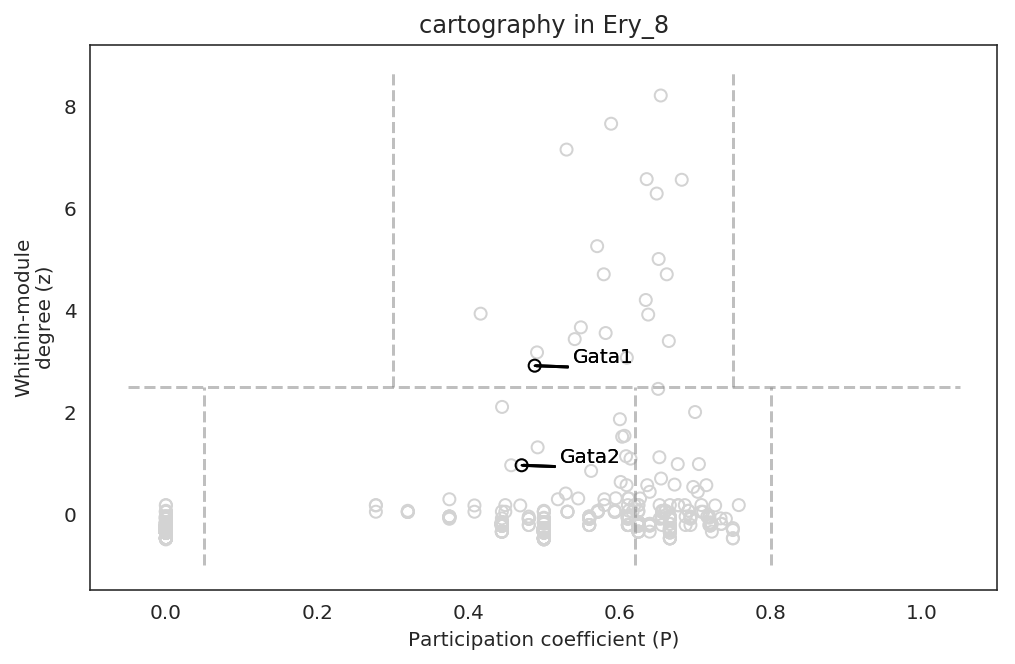 cartography in Ery_8
8
6
4
2
0
Whithin-module
degree (z)
Gata1
Gata2
0.0 0.2 0.4 0.6 0.8 1.0
Participation coefficient (P)